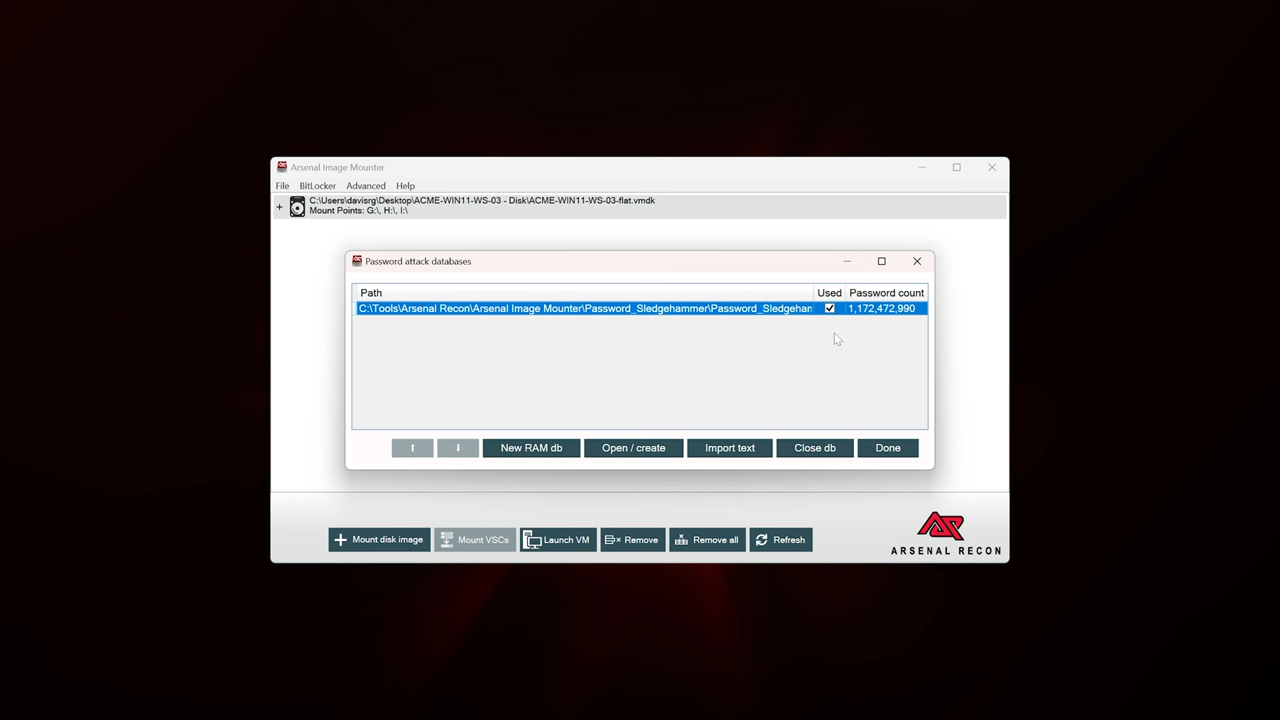 Arsenal Image Mounter
File BitLocker Advanced Help
+ C:\Users\davisrg\Desktop\ACME-WIN11-WS-03 - Disk\ACME-WIN11-WS-03-flat.vmdk
Mount Points: G:\, H:\, I:\
Password attack databases
Path Used Password count
C:\Tools\Arsenal Recon\Arsenal Image Mounter\Password_Sledgehammer\Password_Sledgehan 1,172,472,990
New RAM db Open / create Import text Close db Done
Mount disk image Mount VSCs Launch VM Remove Remove all Refresh
ARSENAL RECON